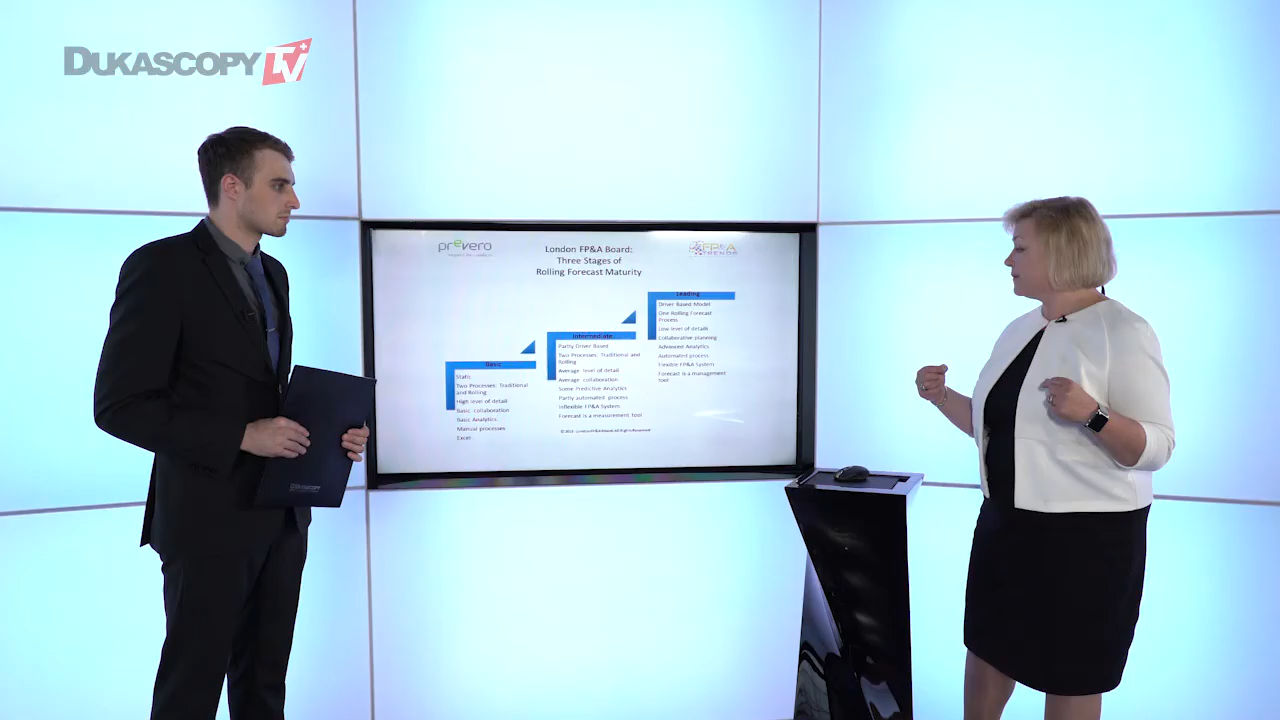 DUKASCOPY TV
prevero
FP&A
TRENDS
London FP&A Board:
Three Stages of
Rolling Forecast Maturity
Basic
Static
Two Processes: Traditional
and Rolling
High level of detail
Basic collaboration
Basic Analytics
Manual processes
Excel
Intermediate
Partly Driver Based
Two Processes: Traditional and
Rolling
Average level of detail
Average collaboration
Some Predictive Analytics
Partly automated process
Inflexible FP&A System
Forecast is a measurement tool
Leading
Driver Based Model
One Rolling Forecast
Process
Low level of details
Collaborative planning
Advanced Analytics
Automated process
Flexible FP&A System
Forecast is a management
tool
DUKASCOPY